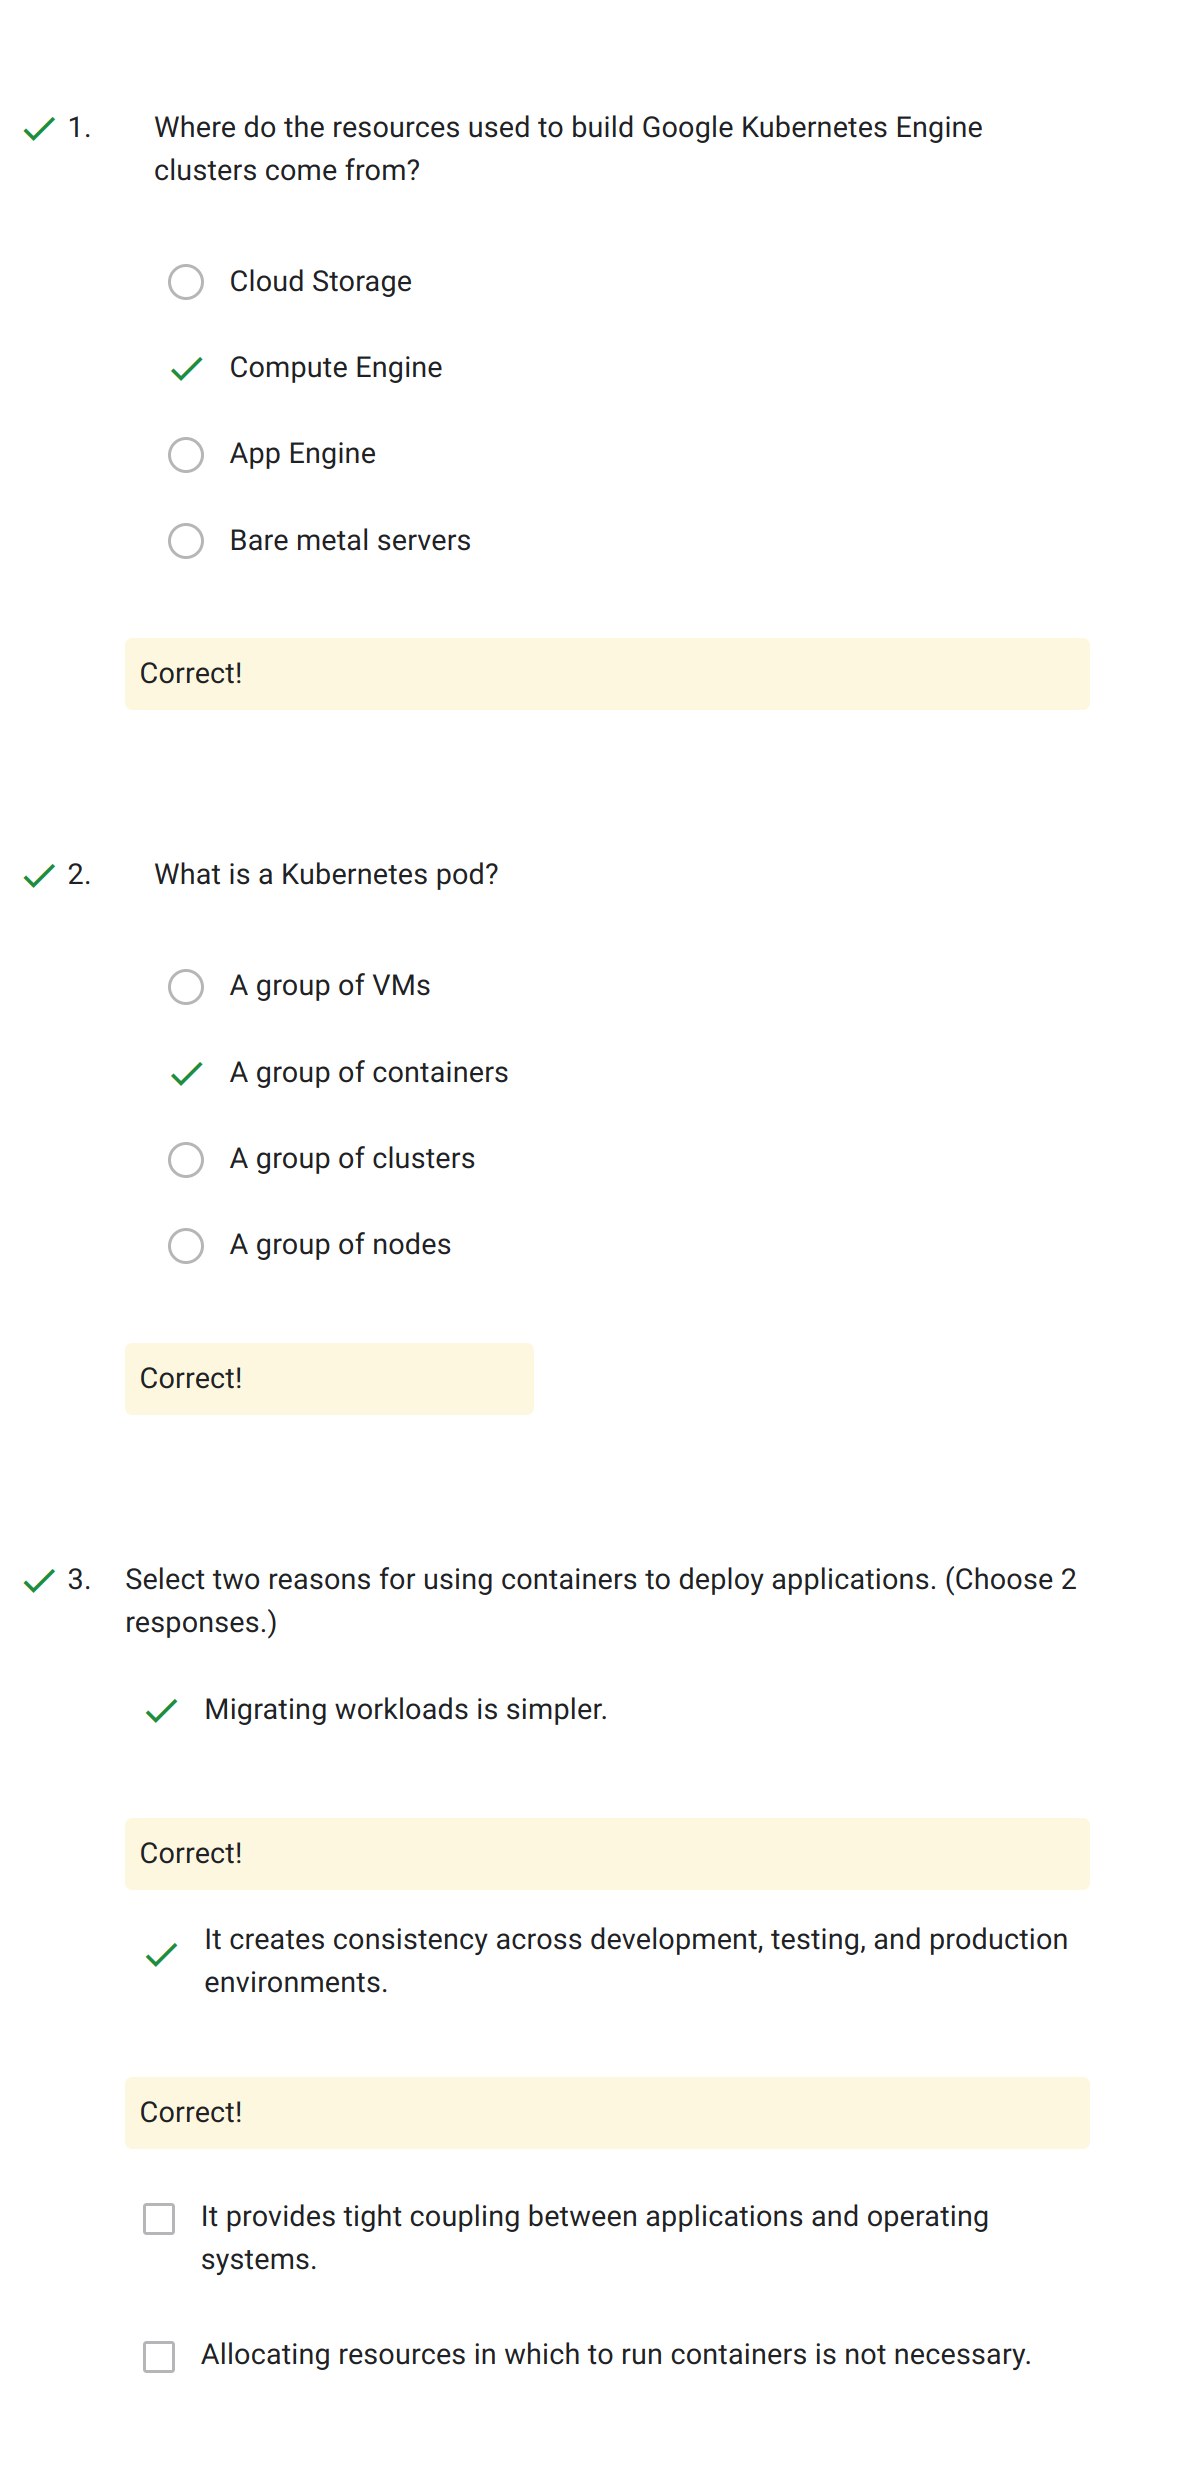 1. Where do the resources used to build Google Kubernetes Engine
clusters come from?
Cloud Storage
Compute Engine
App Engine
Bare metal servers
Correct!
2. What is a Kubernetes pod?
A group of VMs
A group of containers
A group of clusters
A group of nodes
Correct!
3. Select two reasons for using containers to deploy applications. (Choose 2
responses.)
Migrating workloads is simpler.
Correct!
It creates consistency across development, testing, and production
environments.
Correct!
It provides tight coupling between applications and operating
systems.
Allocating resources in which to run containers is not necessary.